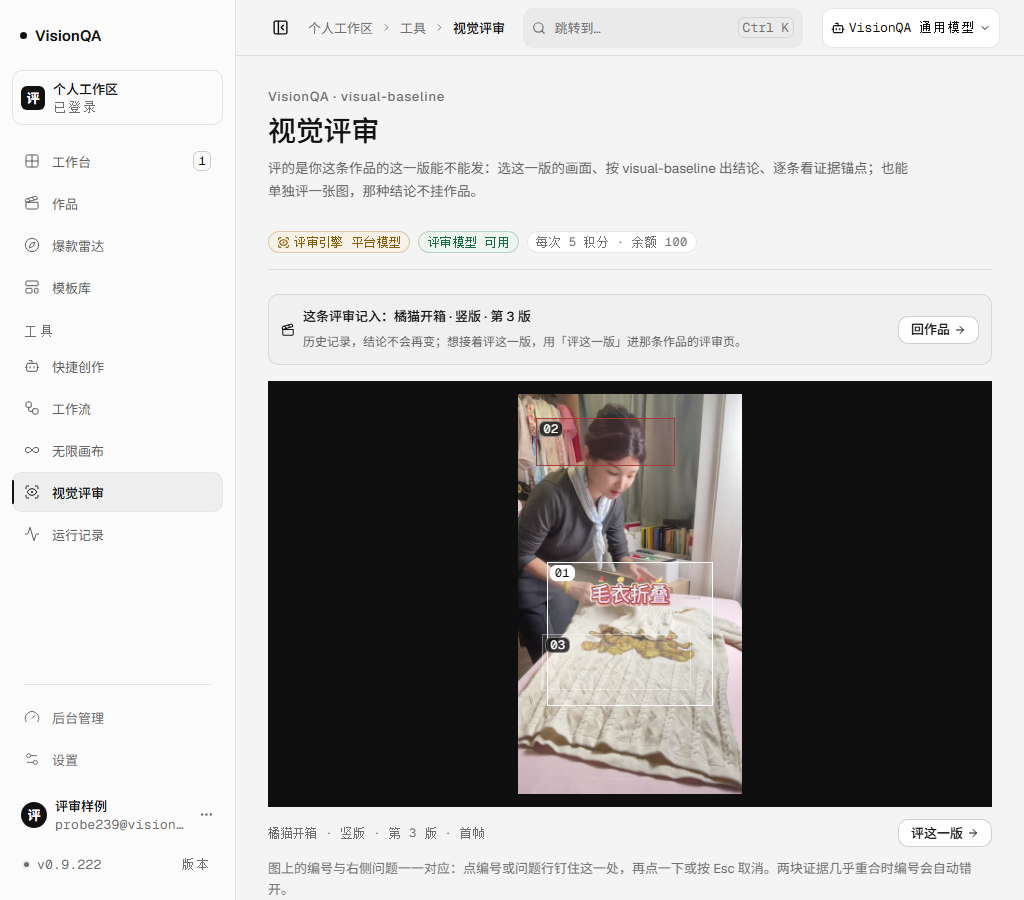 VisionQA
评
个人工作区
已登录
工作台
1
作品
爆款雷达
模板库
工具
快捷创作
工作流
无限画布
视觉评审
运行记录
后台管理
设置
评
评审样例
probe239@vision…
v0.9.222
版本
个人工作区
工具
视觉评审
跳转到…
Ctrl K
VisionQA 通用模型
VisionQA · visual-baseline
视觉评审
评的是你这条作品的这一版能不能发：选这一版的画面、按 visual-baseline 出结论、逐条看证据锚点；也能
单独评一张图，那种结论不挂作品。
评审引擎 平台模型
评审模型 可用
每次 5 积分 · 余额 100
这条评审记入：橘猫开箱 · 竖版 · 第 3 版
历史记录，结论不会再变；想接着评这一版，用「评这一版」进那条作品的评审页。
回作品
02
01
毛衣折叠
03
橘猫开箱 · 竖版 · 第 3 版 · 首帧
评这一版
图上的编号与右侧问题一一对应：点编号或问题行钉住这一处，再点一下或按 Esc 取消。两块证据几乎重合时编号会自动错
开。